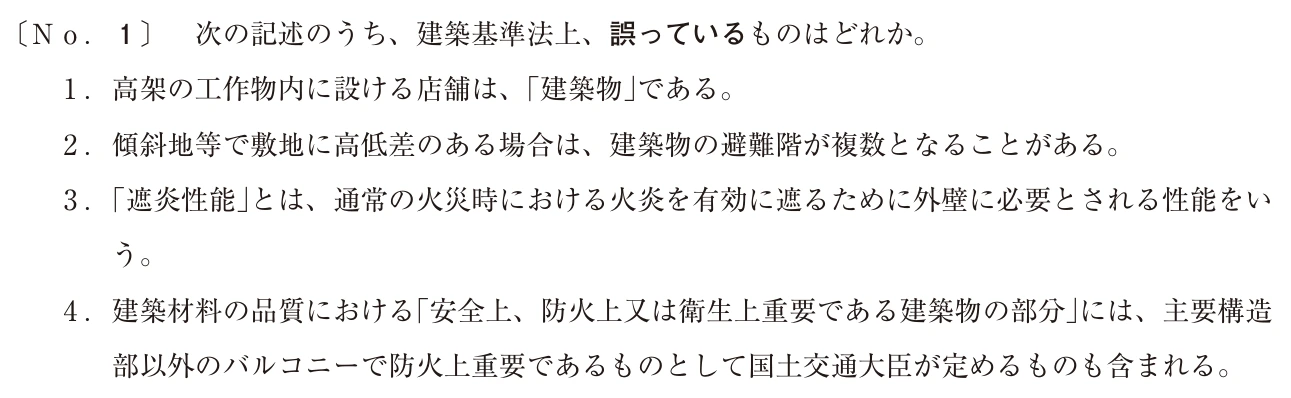 〔Ｎｏ．１〕　次の記述のうち、建築基準法上、誤っているものはどれか。
１．高架の工作物内に設ける店舗は、「建築物」である。
２．傾斜地等で敷地に高低差のある場合は、建築物の避難階が複数となることがある。
３．「遮炎性能」とは、通常の火災時における火炎を有効に遮るために外壁に必要とされる性能をい
う。
４．建築材料の品質における「安全上、防火上又は衛生上重要である建築物の部分」には、主要構造
部以外のバルコニーで防火上重要であるものとして国土交通大臣が定めるものも含まれる。